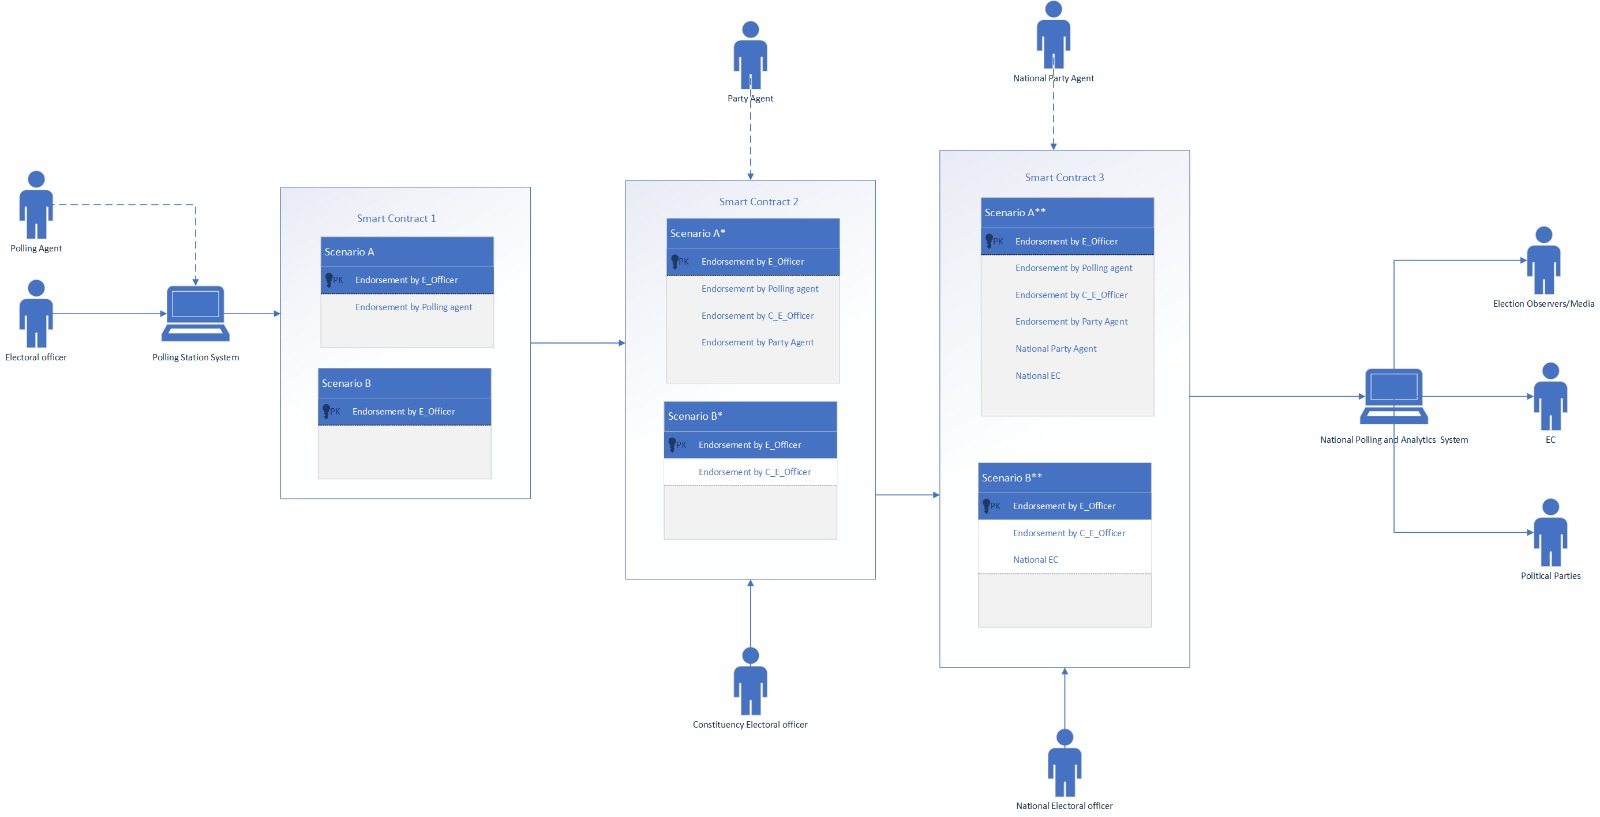 Polling Agent
Electoral officer
Polling Station System
Smart Contract 1
Scenario A
PK Endorsement by E_Officer
Endorsement by Polling agent
Scenario B
PK Endorsement by E_Officer
Party Agent
Smart Contract 2
Scenario A*
PK Endorsement by E_Officer
Endorsement by Polling agent
Endorsement by C_E_Officer
Endorsement by Party Agent
Scenario B*
PK Endorsement by E_Officer
Endorsement by C_E_Officer
Constituency Electoral officer
National Party Agent
Smart Contract 3
Scenario A**
PK Endorsement by E_Officer
Endorsement by Polling agent
Endorsement by C_E_Officer
Endorsement by Party Agent
National Party Agent
National EC
Scenario B**
PK Endorsement by E_Officer
Endorsement by C_E_Officer
National EC
National Electoral officer
National Polling and Analytics System
Election Observers/Media
EC
Political Parties